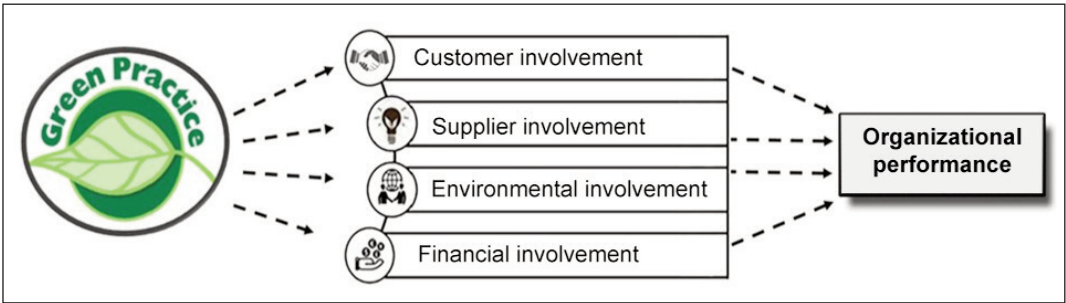 Green Practice
Customer involvement
Supplier involvement
Environmental involvement
Financial involvement
Organizational
performance